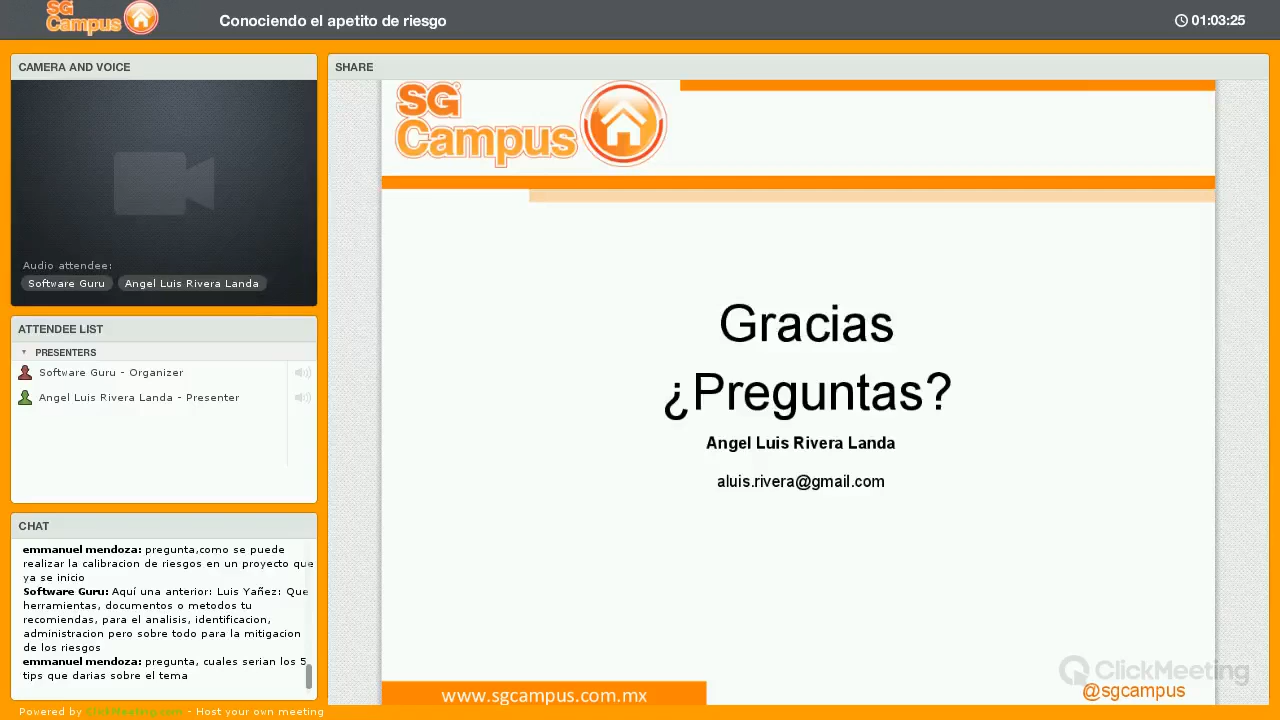 SG Campus
Conociendo el apetito de riesgo
01:03:25
CAMERA AND VOICE
Audio attendee:
Software Guru
Angel Luis Rivera Landa
ATTENDEE LIST
PRESENTERS
Software Guru - Organizer
Angel Luis Rivera Landa - Presenter
CHAT
emmanuel mendoza: pregunta,como se puede
realizar la calibracion de riesgos en un proyecto que
ya se inicio
Software Guru: Aquí una anterior: Luis Yañez: Que
herramientas, documentos o metodos tu
recomiendas, para el analisis, identificacion,
administracion pero sobre todo para la mitigacion
de los riesgos
emmanuel mendoza: pregunta, cuales serian los 5
tips que darias sobre el tema
Powered by ClickMeeting.com - Host your own meeting
SHARE
SG
Campus
Gracias
¿Preguntas?
Angel Luis Rivera Landa
aluis.rivera@gmail.com
www.sgcampus.com.mx
ClickMeeting
@sgcampus